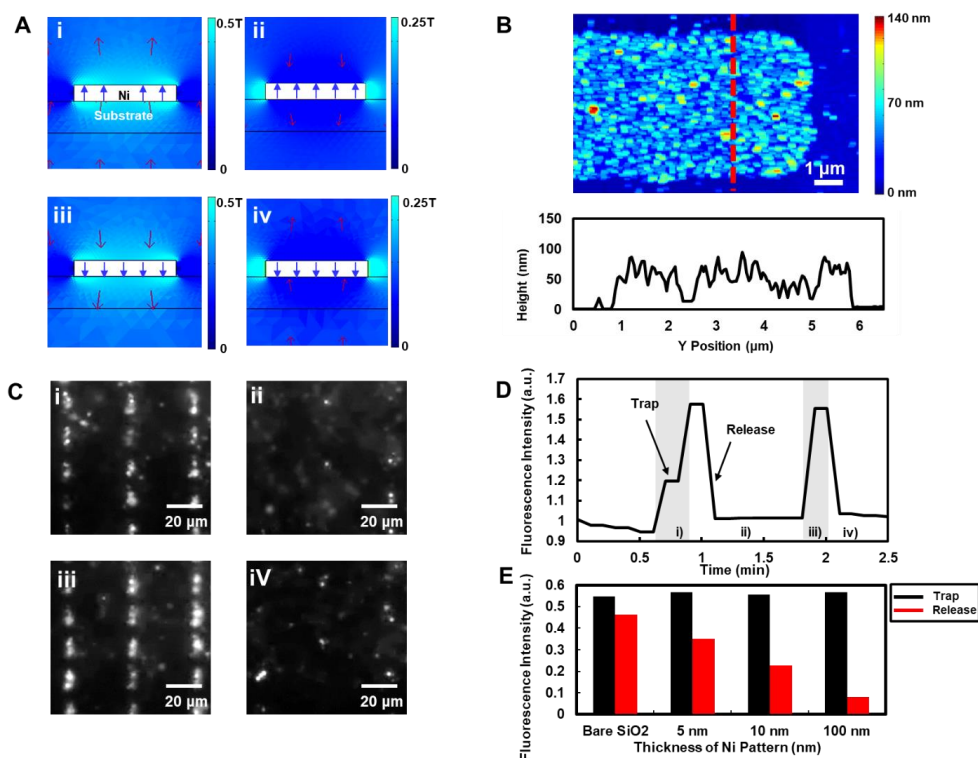 A
i
0.5T
Ni
Substrate
0
ii
0.25T
0
iii
0.5T
0
iv
0.25T
0
B
140 nm
70 nm
0 nm
1 µm
Height (nm)
150
100
50
0
0 1 2 3 4 5 6
Y Position (µm)
C
i
20 µm
ii
20 µm
iii
20 µm
iV
20 µm
D
Fluorescence Intensity (a.u.)
1.7
1.6
1.5
1.4
1.3
1.2
1.1
1
0.9
Trap
Release
i) ii) iii) iv)
0 0.5 1 1.5 2 2.5
Time (min)
E
Fluorescence Intensity (a.u.)
0.6
0.5
0.4
0.3
0.2
0.1
0
Trap
Release
Bare SiO2 5 nm 10 nm 100 nm
Thickness of Ni Pattern (nm)